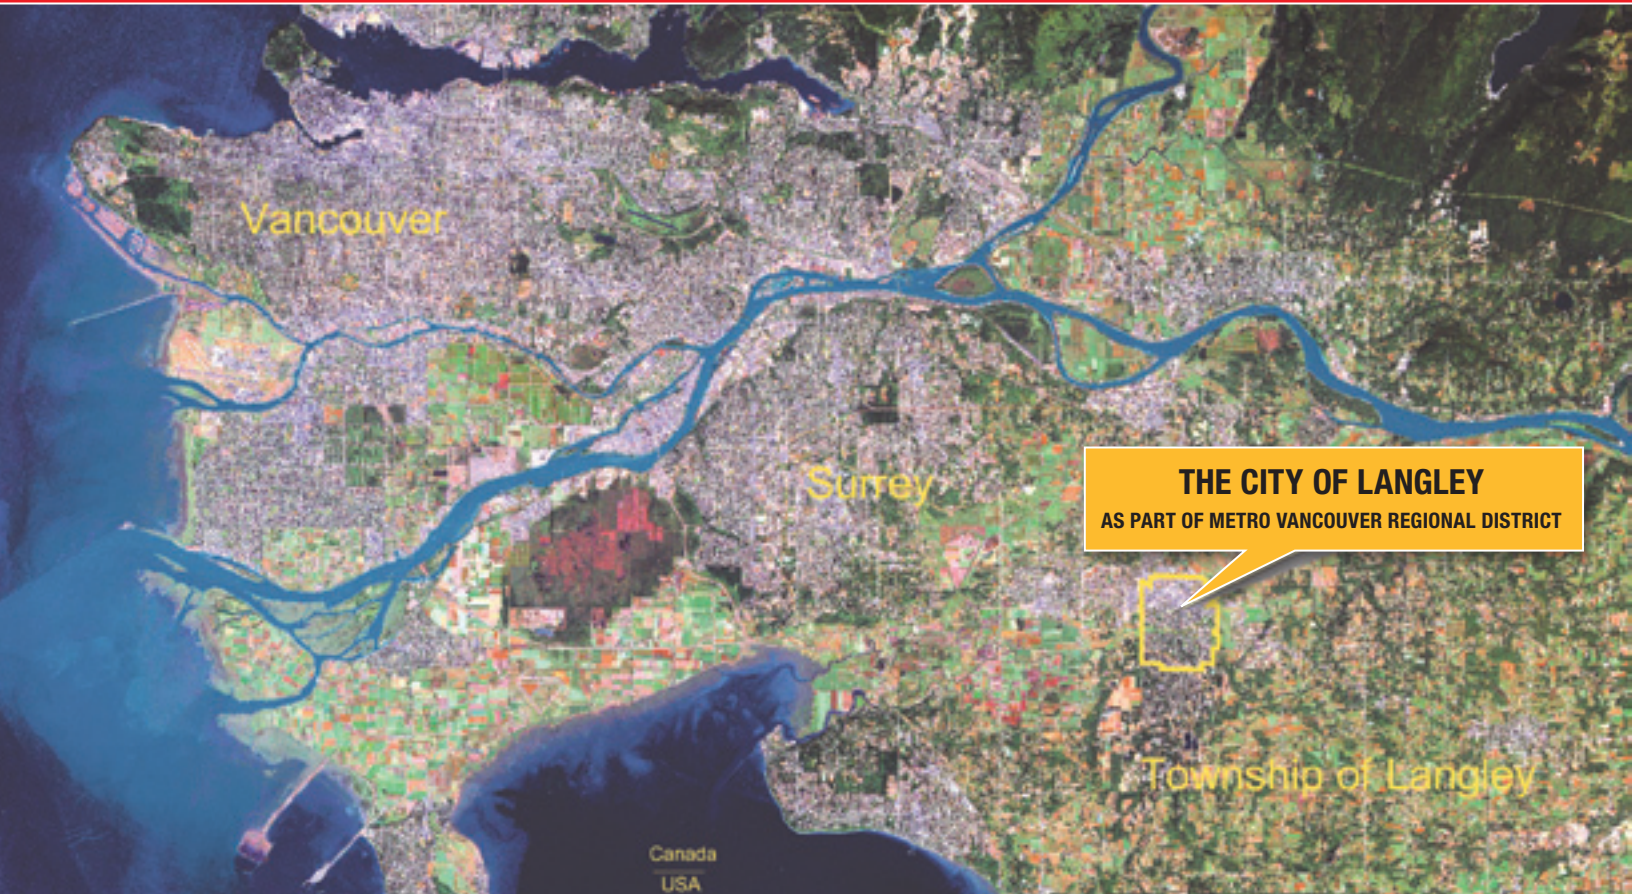 Vancouver
Surrey
THE CITY OF LANGLEY
AS PART OF METRO VANCOUVER REGIONAL DISTRICT
Township of Langley
Canada
USA